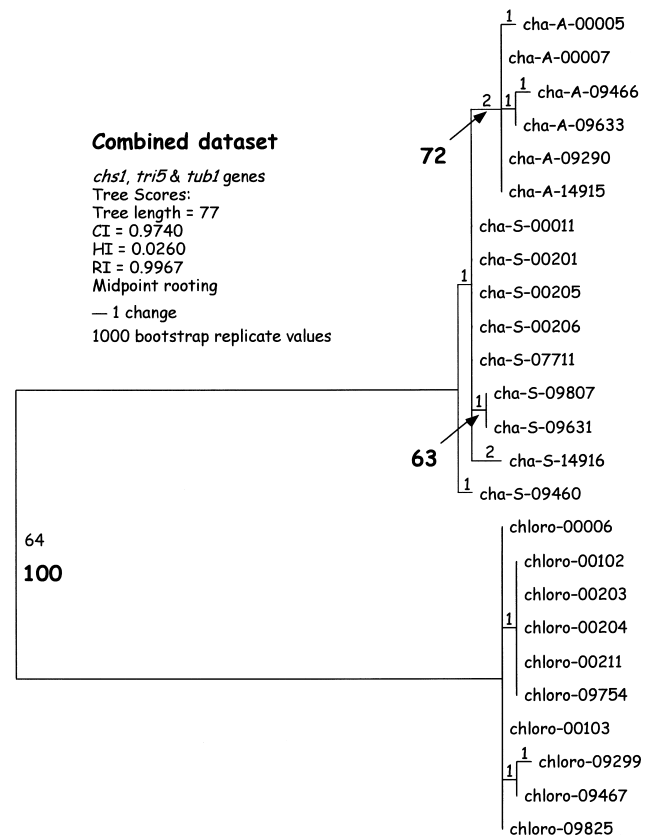 1 cha-A-00005
cha-A-00007
1 cha-A-09466
2 1
cha-A-09633
72
cha-A-09290
cha-A-14915
Combined dataset
chs1, tri5 & tub1 genes
Tree Scores:
Tree length = 77
CI = 0.9740
HI = 0.0260
RI = 0.9967
Midpoint rooting
— 1 change
1000 bootstrap replicate values
cha-S-00011
cha-S-00201
1
cha-S-00205
cha-S-00206
cha-S-07711
cha-S-09807
1
cha-S-09631
63
2 cha-S-14916
1 cha-S-09460
64
100
chloro-00006
chloro-00102
chloro-00203
1
chloro-00204
chloro-00211
chloro-09754
chloro-00103
1 chloro-09299
1
chloro-09467
chloro-09825